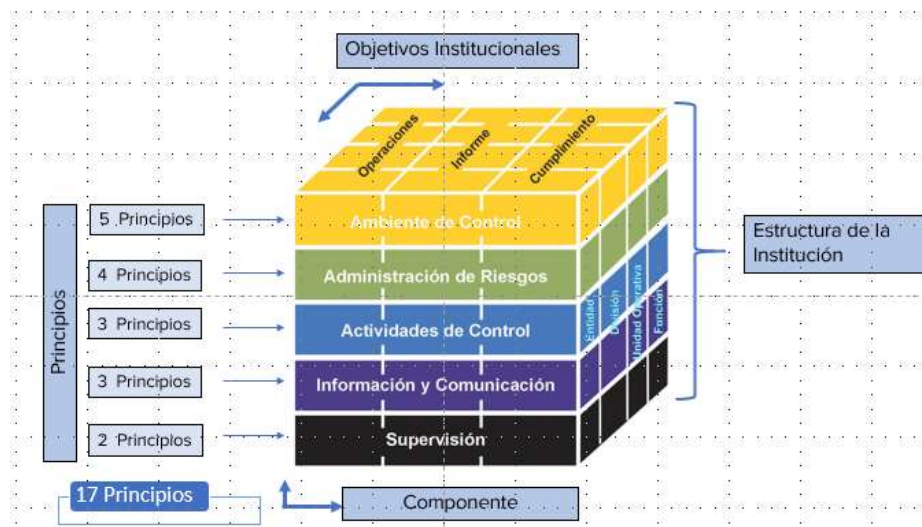 Objetivos Institucionales
Operaciones
Informe
Cumplimiento
Principios
5 Principios
Ambiente de Control
4 Principios
Administración de Riesgos
3 Principios
Actividades de Control
3 Principios
Información y Comunicación
2 Principios
Supervisión
Entidad
División
Unidad Operativa
Función
Estructura de la
Institución
17 Principios
Componente